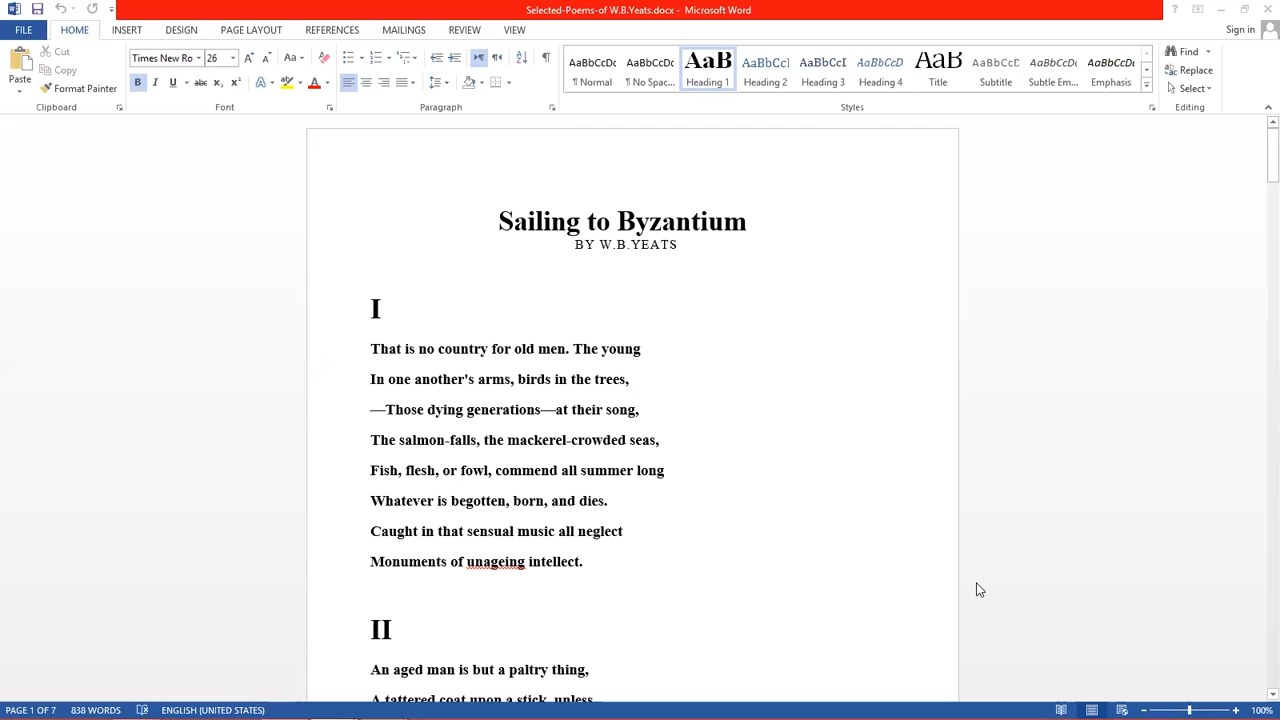 Selected-Poems-of W.B.Yeats.docx - Microsoft Word
FILE HOME INSERT DESIGN PAGE LAYOUT REFERENCES MAILINGS REVIEW VIEW Sign in
Paste
Cut
Copy
Format Painter
Clipboard
Times New Ro 26
Font
Paragraph
AaBbCcDc AaBbCcDc AaB AaBbCcI AaBbCcI AaBbCcD AaB AaBbCcD AaBbCcDc AaBbCcDc
¶ Normal ¶ No Spac... Heading 1 Heading 2 Heading 3 Heading 4 Title Subtitle Subtle Em... Emphasis
Styles
Find
Replace
Select
Editing
Sailing to Byzantium
BY W.B.YEATS
I
That is no country for old men. The young
In one another's arms, birds in the trees,
—Those dying generations—at their song,
The salmon-falls, the mackerel-crowded seas,
Fish, flesh, or fowl, commend all summer long
Whatever is begotten, born, and dies.
Caught in that sensual music all neglect
Monuments of unageing intellect.
II
An aged man is but a paltry thing,
A tattered coat upon a stick, unless
PAGE 1 OF 7 838 WORDS ENGLISH (UNITED STATES) 100%